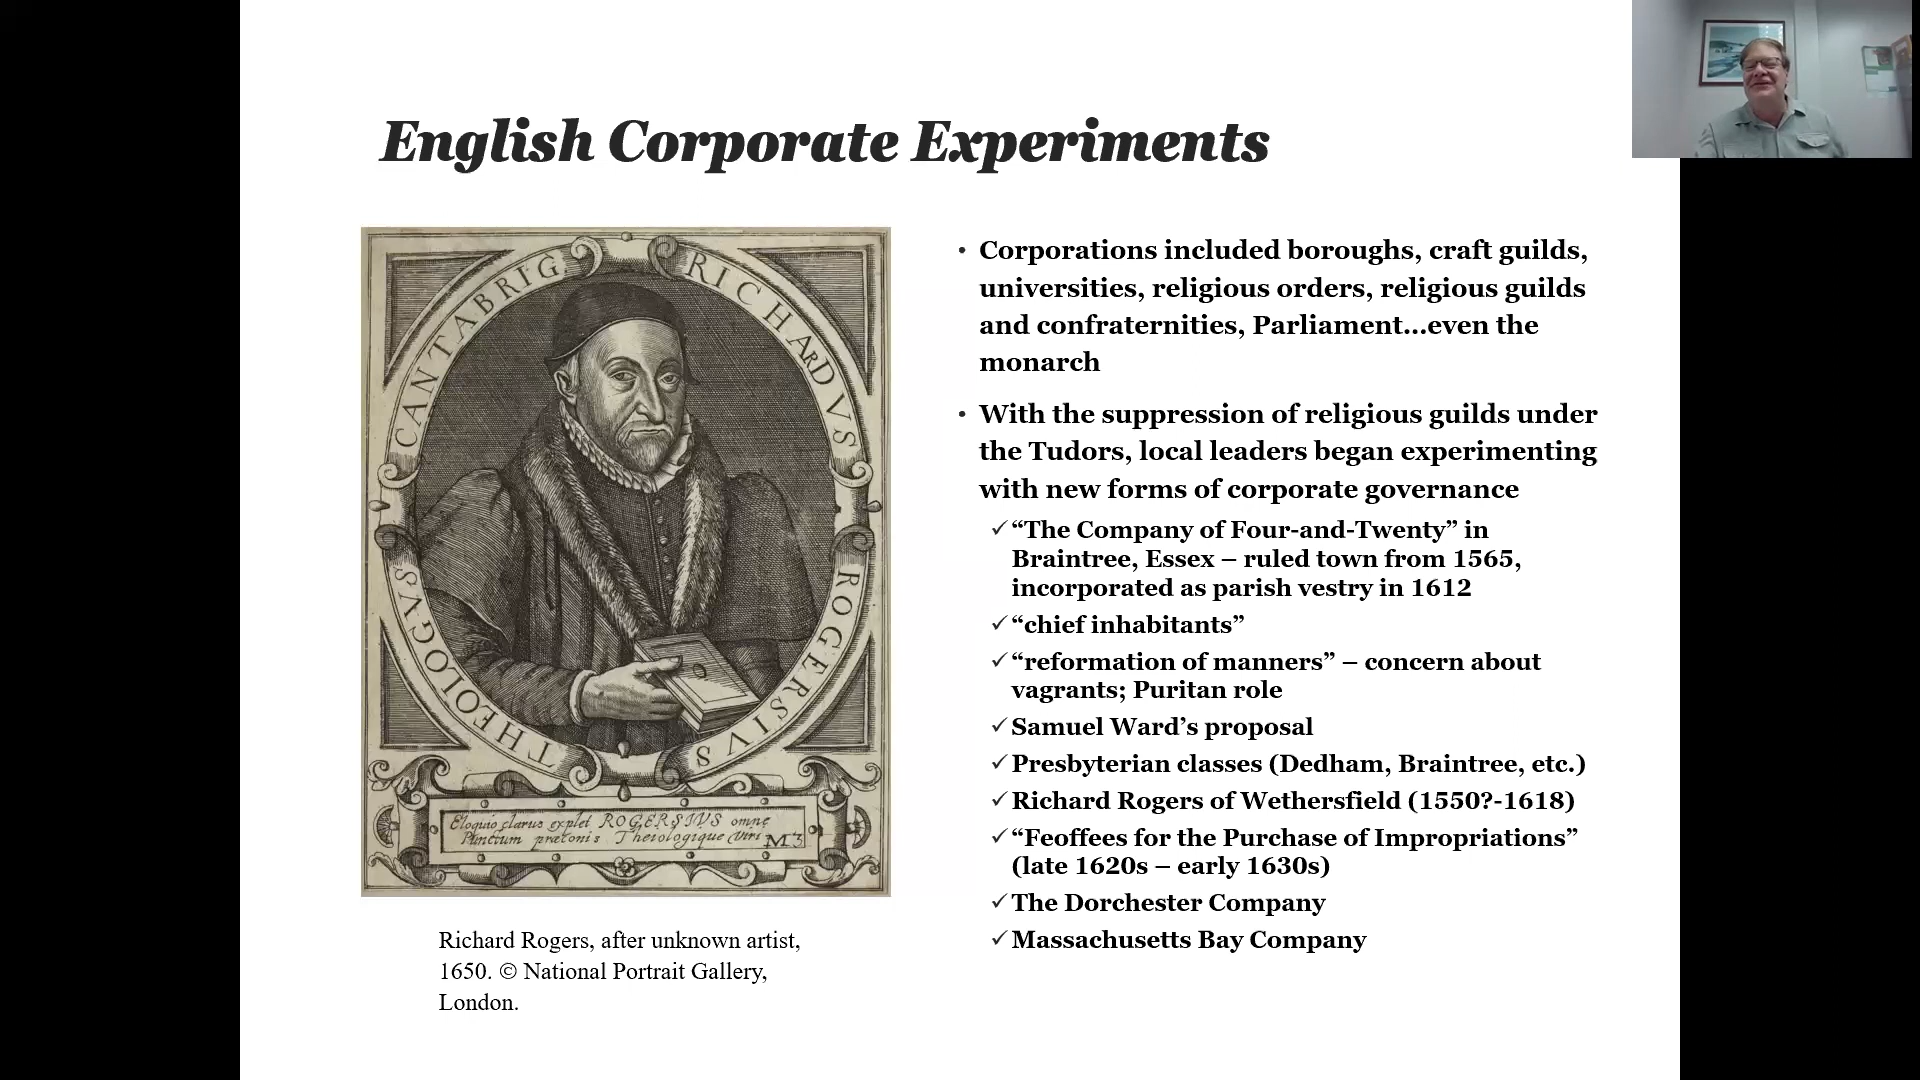 English Corporate Experiments
CANTABRIG RICHARDVS ROGERSIVS THEOLOGVS
Eloquio clarus explet ROGERSIVS omne
Punctum præconis Theiologique viri
M3
Richard Rogers, after unknown artist,
1650. © National Portrait Gallery,
London.
• Corporations included boroughs, craft guilds,
universities, religious orders, religious guilds
and confraternities, Parliament…even the
monarch
• With the suppression of religious guilds under
the Tudors, local leaders began experimenting
with new forms of corporate governance
✓“The Company of Four-and-Twenty” in
Braintree, Essex – ruled town from 1565,
incorporated as parish vestry in 1612
✓“chief inhabitants”
✓“reformation of manners” – concern about
vagrants; Puritan role
✓Samuel Ward’s proposal
✓Presbyterian classes (Dedham, Braintree, etc.)
✓Richard Rogers of Wethersfield (1550?-1618)
✓“Feoffees for the Purchase of Impropriations”
(late 1620s – early 1630s)
✓The Dorchester Company
✓Massachusetts Bay Company